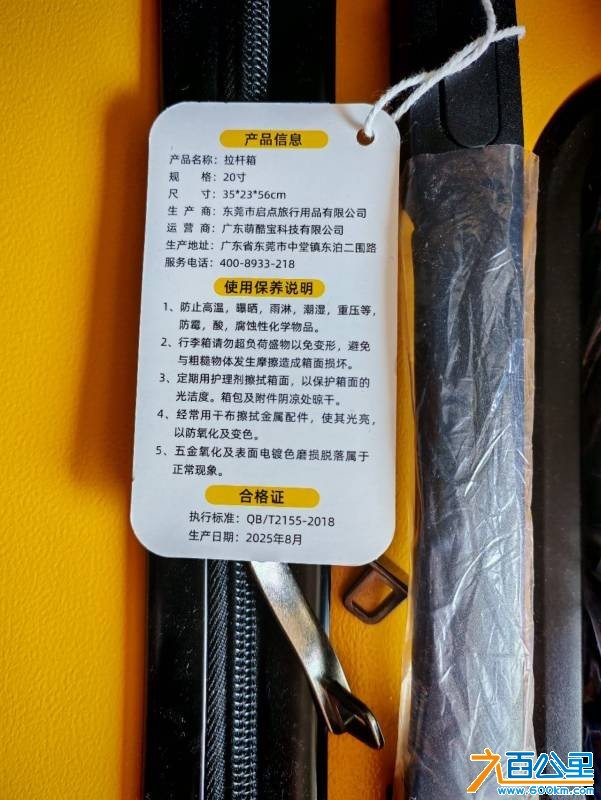 产品信息
产品名称：拉杆箱
规 格：20寸
尺 寸：35*23*56cm
生 产 商：东莞市启点旅行用品有限公司
运 营 商：广东萌酷宝科技有限公司
生产地址：广东省东莞市中堂镇东泊二围路
服务电话：400-8933-218
使用保养说明
1、防止高温，曝晒，雨淋，潮湿，重压等，
防霉，酸，腐蚀性化学物品。
2、行李箱请勿超负荷盛物以免变形，避免
与粗糙物体发生摩擦造成箱面损坏。
3、定期用护理剂擦拭箱面，以保护箱面的
光洁度。箱包及附件阴凉处晾干。
4、经常用干布擦拭金属配件，使其光亮，
以防氧化及变色。
5、五金氧化及表面电镀色磨损脱落属于
正常现象。
合格证
执行标准：QB/T2155-2018
生产日期：2025年8月
六百公里
www.600km.com